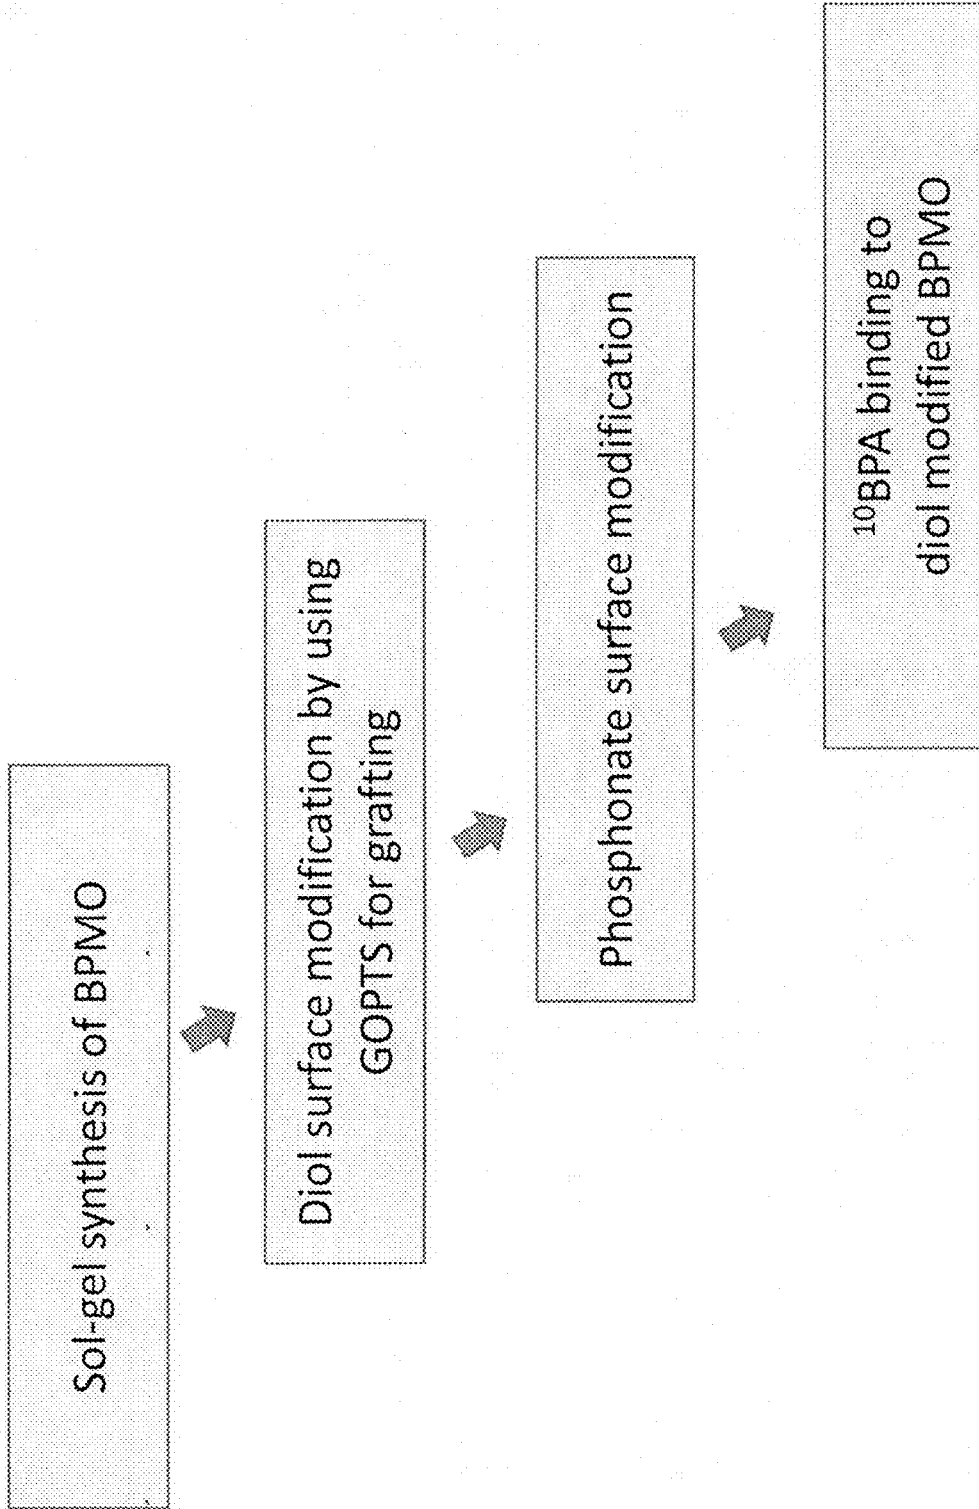 Sol-gel synthesis of BPMO
Diol surface modification by using
GOPTS for grafting
Phosphonate surface modification
¹⁰BPA binding to
diol modified BPMO